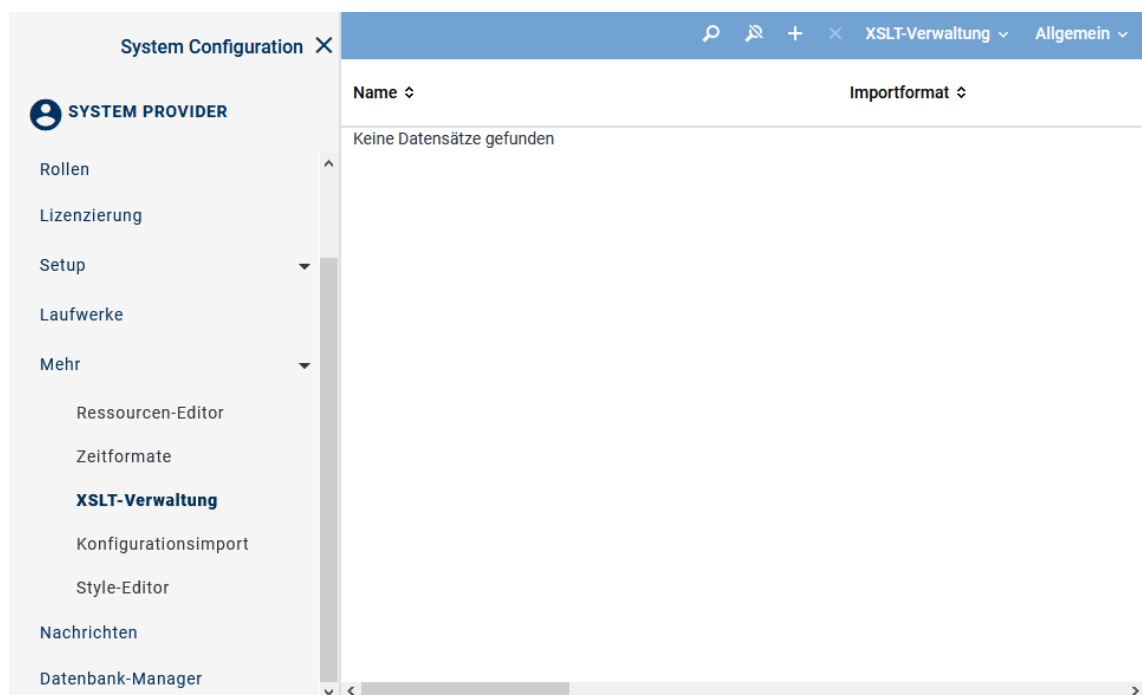 System Configuration
SYSTEM PROVIDER
Rollen
Lizenzierung
Setup
Laufwerke
Mehr
Ressourcen-Editor
Zeitformate
XSLT-Verwaltung
Konfigurationsimport
Style-Editor
Nachrichten
Datenbank-Manager
XSLT-Verwaltung Allgemein
Name Importformat
Keine Datensätze gefunden